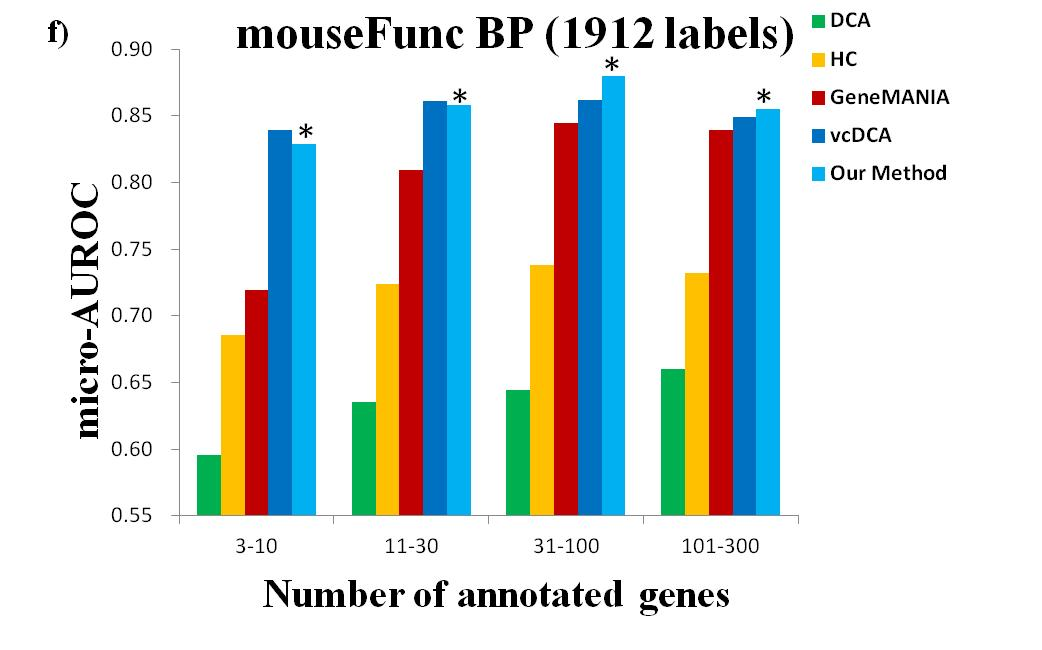 f)
mouseFunc BP (1912 labels)
DCA
HC
GeneMANIA
vcDCA
Our Method
micro-AUROC
0.90
0.85
0.80
0.75
0.70
0.65
0.60
0.55
* * * *
3-10 11-30 31-100 101-300
Number of annotated genes